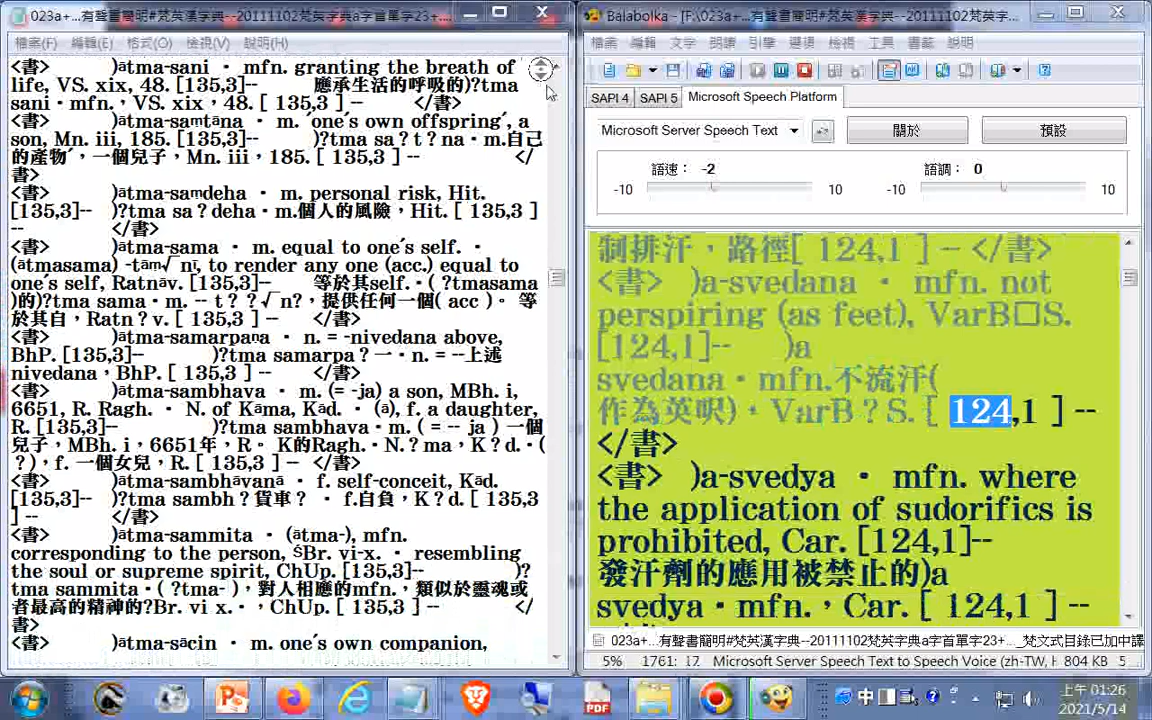 023a+...有聲書簡明#梵英漢字典--20111102梵英字典a字首單字23+...
檔案(F) 編輯(E) 格式(O) 檢視(V) 說明(H)
<書> )ātma-sani ・ mfn. granting the breath of
life, VS. xix, 48. [135,3]-- 應承生活的呼吸的)?tma
sani・mfn.,VS. xix,48. [ 135,3 ] -- </書>
<書> )ātma-saṃtāna ・ m. 'one's own offspring', a
son, Mn. iii, 185. [135,3]-- )?tma sa?t?na・m.自己
的產物',一個兒子,Mn. iii,185. [ 135,3 ] -- </
書>
<書> )ātma-saṃdeha ・ m. personal risk, Hit.
[135,3]-- )?tma sa?deha・m.個人的風險,Hit. [ 135,3 ]
-- </書>
<書> )ātma-sama ・ m. equal to one's self. ・
(ātmasama) -tāṃ√ nī, to render any one (acc.) equal to
one's self, Ratnāv. [135,3]-- 等於其self.・( ?tmasama
)的)?tma sama・m. -- t??√ n?,提供任何一個( acc )。 等
於其自,Ratn?v. [ 135,3 ] -- </書>
<書> )ātma-samarpaṇa ・ n. = -nivedana above,
BhP. [135,3]-- )?tma samarpa?一・n. = --上述
nivedana,BhP. [ 135,3 ] -- </書>
<書> )ātma-sambhava ・ m. (= -ja) a son, MBh. i,
6651, R. Ragh. ・ N. of Kāma, Kād. ・ (ā), f. a daughter,
R. [135,3]-- )?tma sambhava・m. ( = -- ja ) 一個
兒子,MBh. i,6651年,R。 K的Ragh.・N.?ma,K?d.・(
?), f. 一個女兒,R. [ 135,3 ] -- </書>
<書> )ātma-sambhāvanā ・ f. self-conceit, Kād.
[135,3]-- )?tma sambh?貨車? ・ f.自負,K?d. [ 135,3
] -- </書>
<書> )ātma-sammita ・ (ātma-), mfn.
corresponding to the person, ŚBr. vi-x. ・ resembling
the soul or supreme spirit, ChUp. [135,3]-- )?
tma sammita・( ?tma- ),對人相應的mfn.,類似於靈魂或
者最高的精神的?Br. vi x.・,ChUp. [ 135,3 ] -- </
書>
<書> )ātma-sācin ・ m. one's own companion,
Balabolka - [F:\023a+...有聲書簡明#梵英漢字典--20111102梵英字...
檔案 編輯 文字 朗讀 引擎 選項 檢視 工具 書籤 說明
SAPI 4 SAPI 5 Microsoft Speech Platform
Microsoft Server Speech Text 關於 預設
語速: -2 語調: 0
-10 10 -10 10
制排汗,路徑[ 124,1 ] -- </書>
<書> )a-svedana ・ mfn. not
perspiring (as feet), VarB□S.
[124,1]-- )a
svedana・mfn.不流汗(
作為英呎),VarB?S. [ 124,1 ] --
</書>
<書> )a-svedya ・ mfn. where
the application of sudorifics is
prohibited, Car. [124,1]--
發汗劑的應用被禁止的)a
svedya・mfn.,Car. [ 124,1 ] --
023a+...有聲書簡明#梵英漢字典--20111102梵英字典a字首單字23+..._梵文式目錄已加中譯
5% 1761: 17 Microsoft Server Speech Text to Speech Voice (zh-TW, H 804 KB 5
中
上午 01:26
2021/5/14